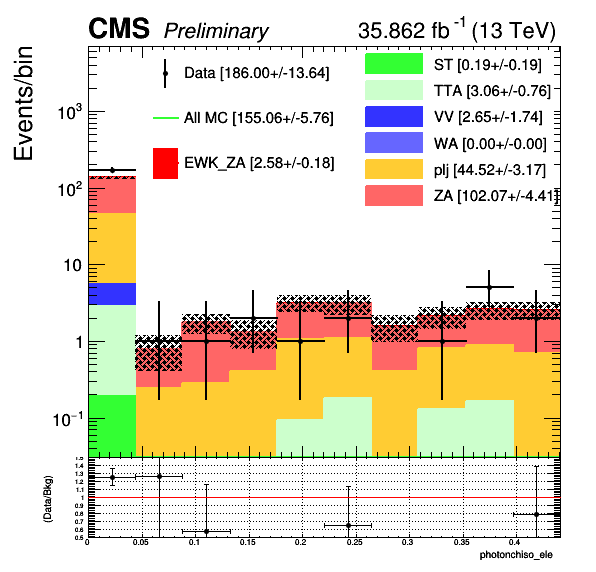 CMS Preliminary 35.862 fb⁻¹ (13 TeV)
Events/bin
Data [186.00+/-13.64]
All MC [155.06+/-5.76]
EWK_ZA [2.58+/-0.18]
ST [0.19+/-0.19]
TTA [3.06+/-0.76]
VV [2.65+/-1.74]
WA [0.00+/-0.00]
plj [44.52+/-3.17]
ZA [102.07+/-4.41]
10³
10²
10
1
10⁻¹
(Data/Bkg)
1.5
1.4
1.3
1.2
1.1
1
0.9
0.8
0.7
0.6
0.5
0 0.05 0.1 0.15 0.2 0.25 0.3 0.35 0.4
photonchiso_ele